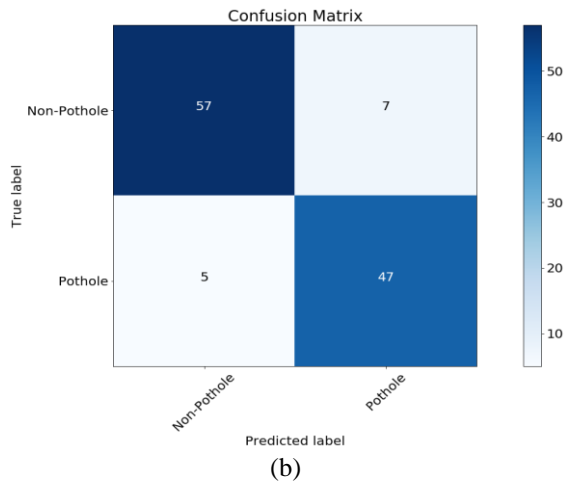 Confusion Matrix
Non-Pothole
57
7
Pothole
5
47
True label
Non-Pothole
Pothole
Predicted label
50
40
30
20
10
(b)